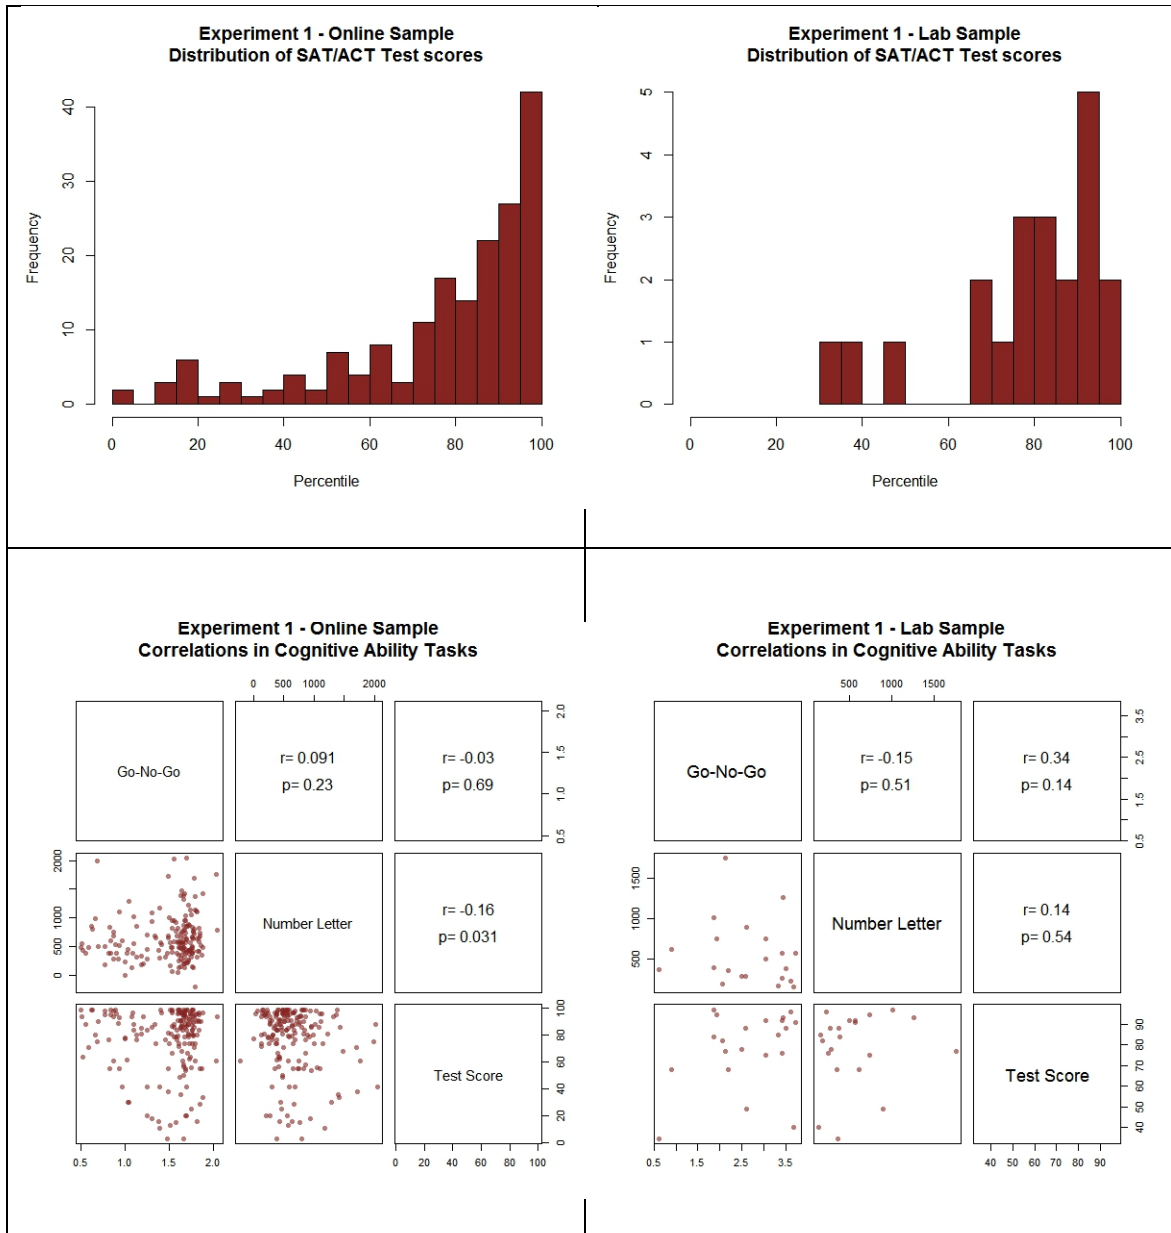 Experiment 1 - Online Sample
Distribution of SAT/ACT Test scores
Frequency
0 10 20 30 40
0 20 40 60 80 100
Percentile
Experiment 1 - Lab Sample
Distribution of SAT/ACT Test scores
Frequency
0 1 2 3 4 5
0 20 40 60 80 100
Percentile
Experiment 1 - Online Sample
Correlations in Cognitive Ability Tasks
0 500 1000 2000
Go-No-Go
r= 0.091
p= 0.23
r= -0.03
p= 0.69
0.5 1.0 1.5 2.0
0 500 1000 2000
Number Letter
r= -0.16
p= 0.031
Test Score
0 20 40 60 80 100
0.5 1.0 1.5 2.0
0 20 40 60 80 100
Experiment 1 - Lab Sample
Correlations in Cognitive Ability Tasks
500 1000 1500
Go-No-Go
r= -0.15
p= 0.51
r= 0.34
p= 0.14
0.5 1.5 2.5 3.5
500 1000 1500
Number Letter
r= 0.14
p= 0.54
Test Score
40 50 60 70 80 90
0.5 1.5 2.5 3.5
40 50 60 70 80 90